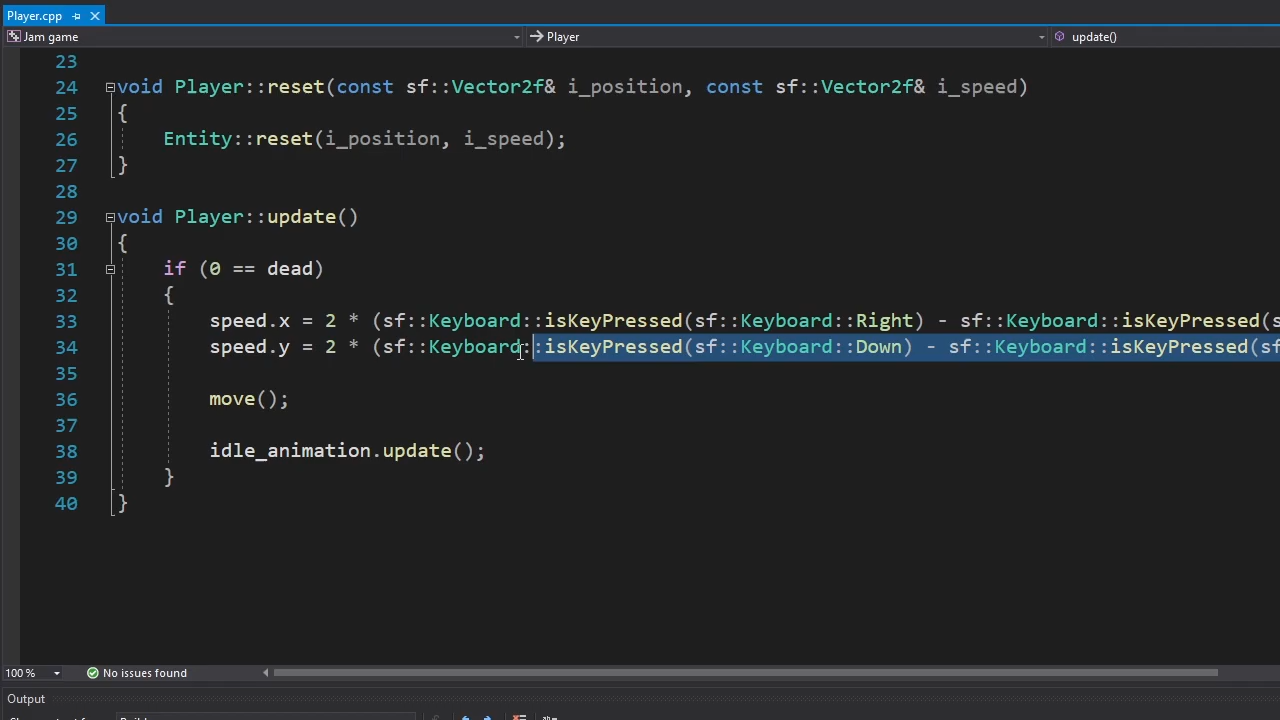 Player.cpp
Jam game
Player
update()
23
24 void Player::reset(const sf::Vector2f& i_position, const sf::Vector2f& i_speed)
25 {
26 Entity::reset(i_position, i_speed);
27 }
28
29 void Player::update()
30 {
31 if (0 == dead)
32 {
33 speed.x = 2 * (sf::Keyboard::isKeyPressed(sf::Keyboard::Right) - sf::Keyboard::isKeyPressed(s
34 speed.y = 2 * (sf::Keyboard::isKeyPressed(sf::Keyboard::Down) - sf::Keyboard::isKeyPressed(sf
35
36 move();
37
38 idle_animation.update();
39 }
40 }
100 %
No issues found
Output